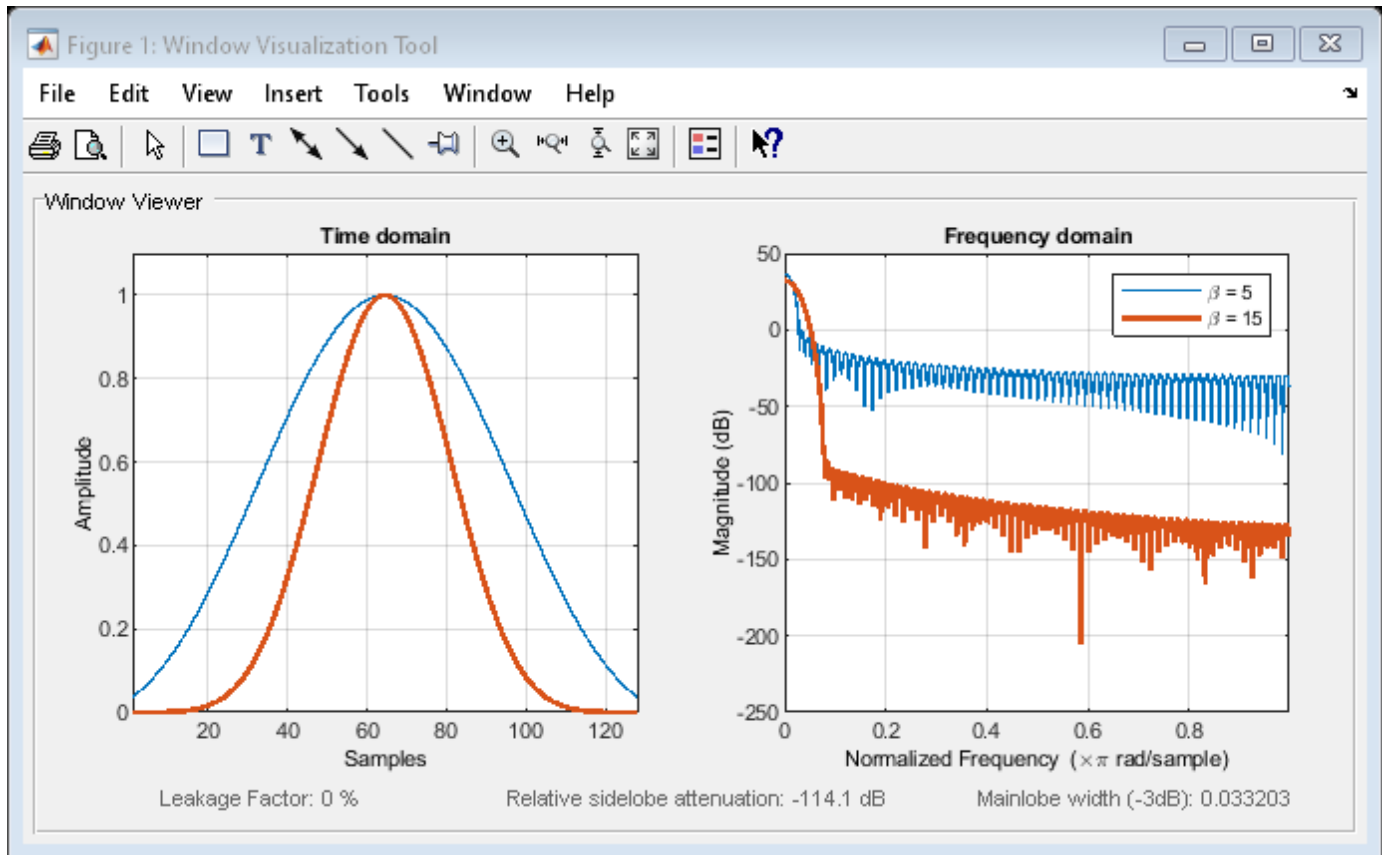 Figure 1: Window Visualization Tool
File Edit View Insert Tools Window Help
T
?
Window Viewer
Time domain
1
0.8
0.6
0.4
0.2
0
20 40 60 80 100 120
Amplitude
Samples
Frequency domain
50
0
-50
-100
-150
-200
-250
0 0.2 0.4 0.6 0.8
Magnitude (dB)
Normalized Frequency (×π rad/sample)
β = 5
β = 15
Leakage Factor: 0 % Relative sidelobe attenuation: -114.1 dB Mainlobe width (-3dB): 0.033203